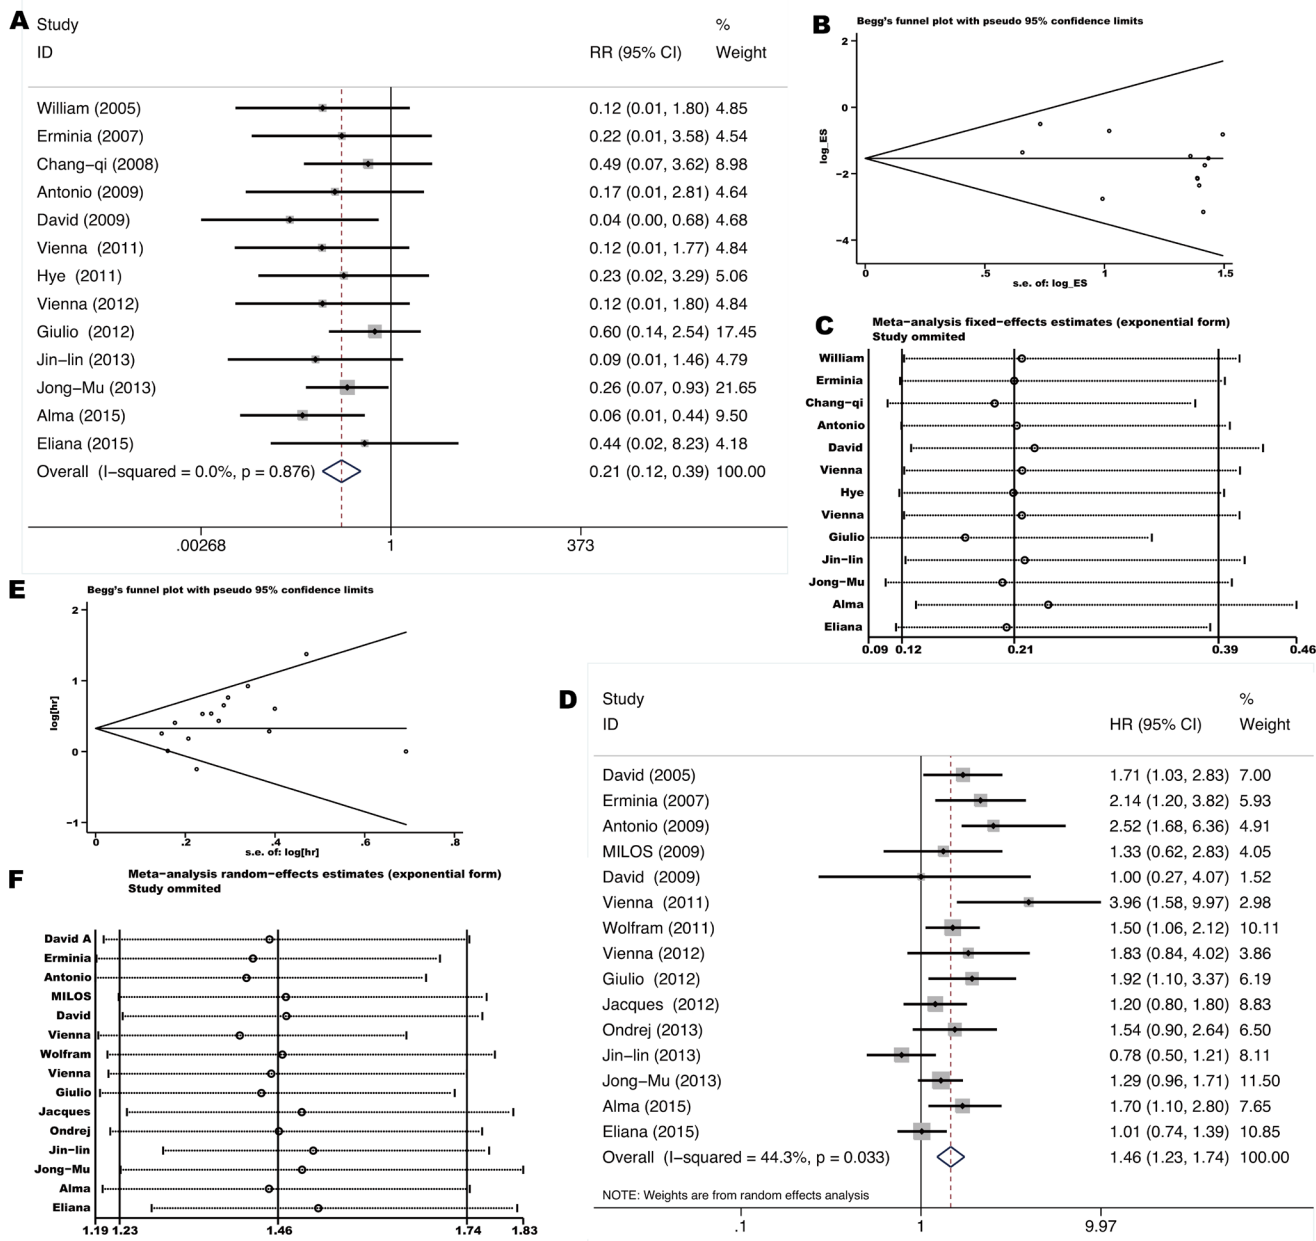 A
Study %
ID RR (95% CI) Weight
William (2005) 0.12 (0.01, 1.80) 4.85
Erminia (2007) 0.22 (0.01, 3.58) 4.54
Chang-qi (2008) 0.49 (0.07, 3.62) 8.98
Antonio (2009) 0.17 (0.01, 2.81) 4.64
David (2009) 0.04 (0.00, 0.68) 4.68
Vienna (2011) 0.12 (0.01, 1.77) 4.84
Hye (2011) 0.23 (0.02, 3.29) 5.06
Vienna (2012) 0.12 (0.01, 1.80) 4.84
Giulio (2012) 0.60 (0.14, 2.54) 17.45
Jin-lin (2013) 0.09 (0.01, 1.46) 4.79
Jong-Mu (2013) 0.26 (0.07, 0.93) 21.65
Alma (2015) 0.06 (0.01, 0.44) 9.50
Eliana (2015) 0.44 (0.02, 8.23) 4.18
Overall (I-squared = 0.0%, p = 0.876) 0.21 (0.12, 0.39) 100.00
.00268 1 373
B
Begg's funnel plot with pseudo 95% confidence limits
log_ES
2
0
-2
-4
0 .5 1 1.5
s.e. of: log_ES
C
Meta-analysis fixed-effects estimates (exponential form)
Study ommited
William
Erminia
Chang-qi
Antonio
David
Vienna
Hye
Vienna
Giulio
Jin-lin
Jong-Mu
Alma
Eliana
0.09 0.12 0.21 0.39 0.46
E
Begg's funnel plot with pseudo 95% confidence limits
log[hr]
2
1
0
-1
0 .2 .4 .6 .8
s.e. of: log[hr]
D
Study %
ID HR (95% CI) Weight
David (2005) 1.71 (1.03, 2.83) 7.00
Erminia (2007) 2.14 (1.20, 3.82) 5.93
Antonio (2009) 2.52 (1.68, 6.36) 4.91
MILOS (2009) 1.33 (0.62, 2.83) 4.05
David (2009) 1.00 (0.27, 4.07) 1.52
Vienna (2011) 3.96 (1.58, 9.97) 2.98
Wolfram (2011) 1.50 (1.06, 2.12) 10.11
Vienna (2012) 1.83 (0.84, 4.02) 3.86
Giulio (2012) 1.92 (1.10, 3.37) 6.19
Jacques (2012) 1.20 (0.80, 1.80) 8.83
Ondrej (2013) 1.54 (0.90, 2.64) 6.50
Jin-lin (2013) 0.78 (0.50, 1.21) 8.11
Jong-Mu (2013) 1.29 (0.96, 1.71) 11.50
Alma (2015) 1.70 (1.10, 2.80) 7.65
Eliana (2015) 1.01 (0.74, 1.39) 10.85
Overall (I-squared = 44.3%, p = 0.033) 1.46 (1.23, 1.74) 100.00
NOTE: Weights are from random effects analysis
.1 1 9.97
F
Meta-analysis random-effects estimates (exponential form)
Study ommited
David A
Erminia
Antonio
MILOS
David
Vienna
Wolfram
Vienna
Giulio
Jacques
Ondrej
Jin-lin
Jong-Mu
Alma
Eliana
1.19 1.23 1.46 1.74 1.83